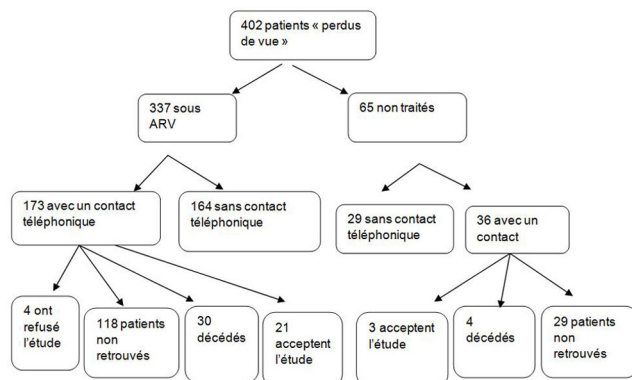 402 patients « perdus
de vue »
337 sous
ARV
65 non traités
173 avec un contact
téléphonique
164 sans contact
téléphonique
29 sans contact
téléphonique
36 avec un
contact
4 ont
refusé
l'étude
118 patients
non
retrouvés
30
décédés
21
acceptent
l'étude
3 acceptent
l'étude
4
décédés
29 patients
non
retrouvés